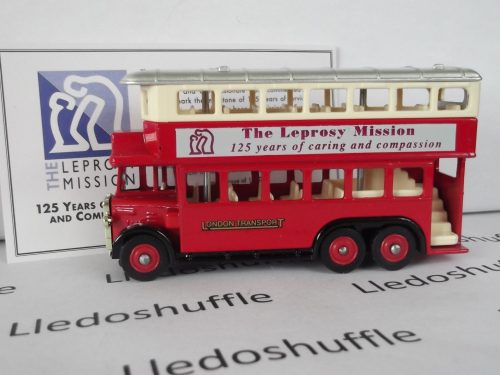 THE
LEPROSY
MISSION
125 YEARS
AND COM
The Leprosy Mission
125 years of caring and compassion
LONDON TRANSPORT
Lledoshuffle
Lledoshuffle
Lledoshuffle
Lledoshuffle